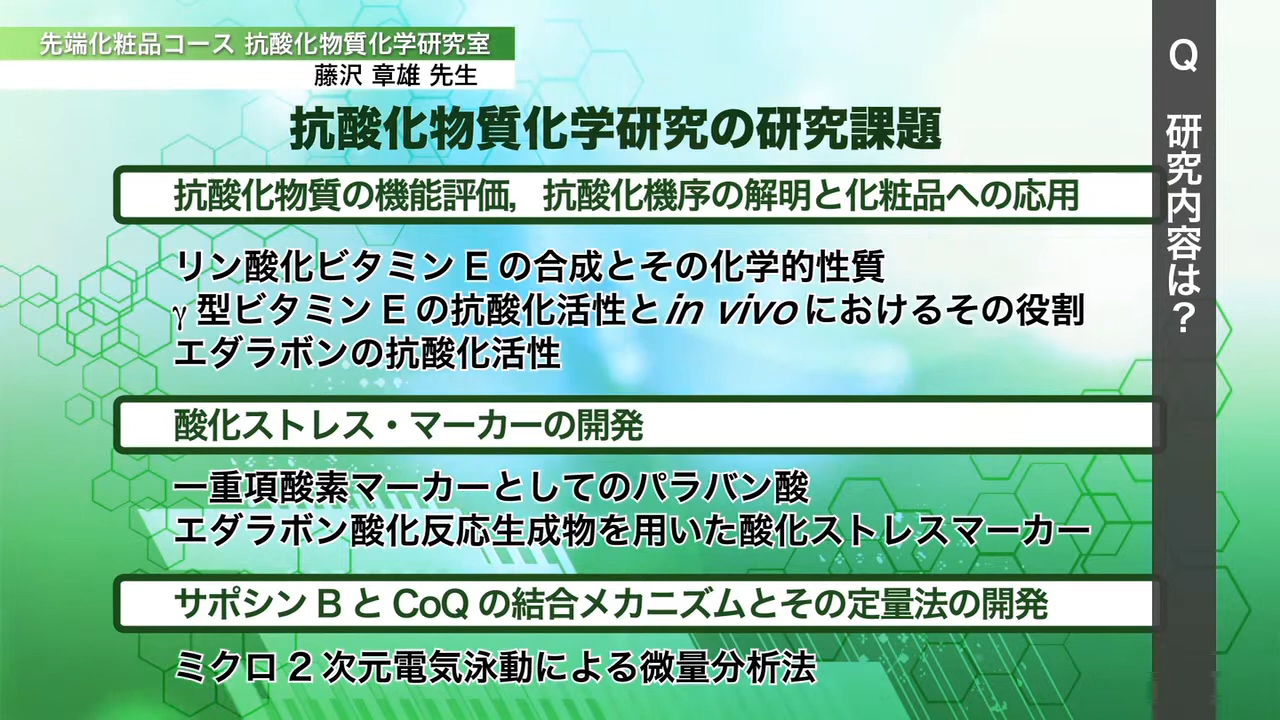 先端化粧品コース 抗酸化物質化学研究室
藤沢 章雄 先生
抗酸化物質化学研究の研究課題
抗酸化物質の機能評価，抗酸化機序の解明と化粧品への応用
リン酸化ビタミン E の合成とその化学的性質
γ 型ビタミン E の抗酸化活性と in vivo におけるその役割
エダラボンの抗酸化活性
酸化ストレス・マーカーの開発
一重項酸素マーカーとしてのパラバン酸
エダラボン酸化反応生成物を用いた酸化ストレスマーカー
サポシン B と CoQ の結合メカニズムとその定量法の開発
ミクロ 2 次元電気泳動による微量分析法
Q 研究内容は？